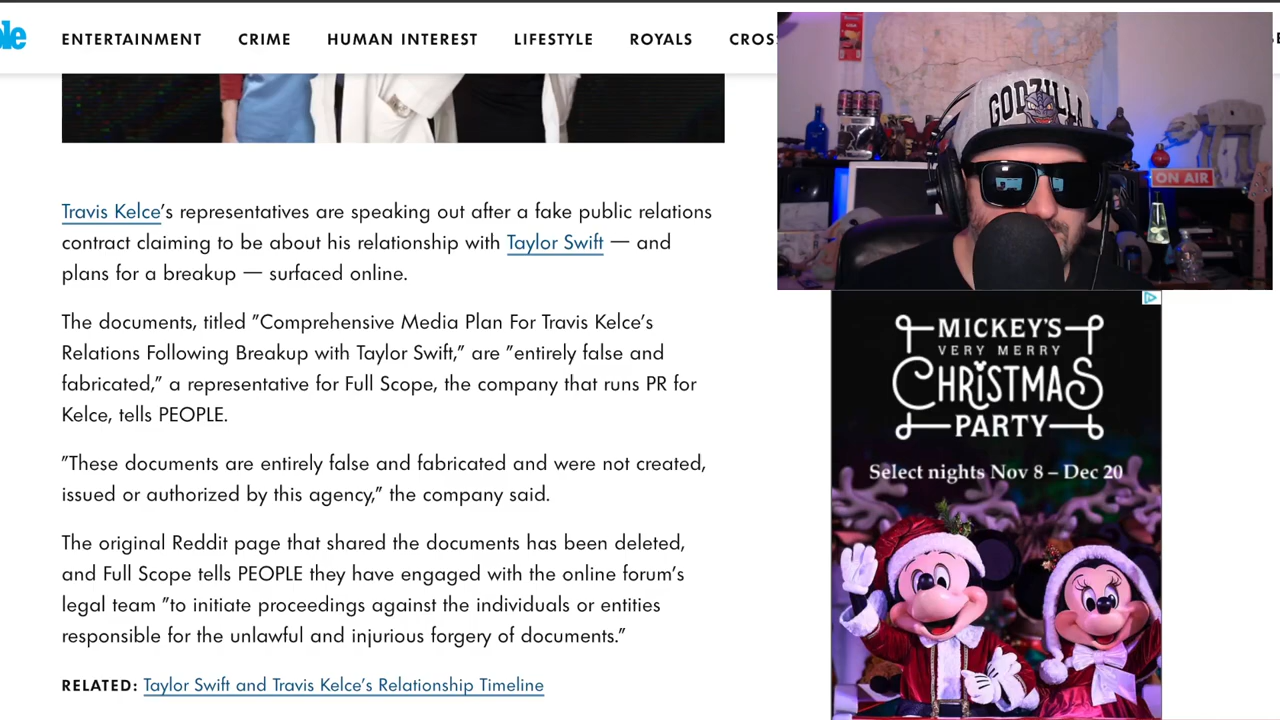 ple
ENTERTAINMENT CRIME HUMAN INTEREST LIFESTYLE ROYALS
GODZILLA
ON AIR
Travis Kelce’s representatives are speaking out after a fake public relations
contract claiming to be about his relationship with Taylor Swift — and
plans for a breakup — surfaced online.
The documents, titled "Comprehensive Media Plan For Travis Kelce’s
Relations Following Breakup with Taylor Swift," are "entirely false and
fabricated," a representative for Full Scope, the company that runs PR for
Kelce, tells PEOPLE.
"These documents are entirely false and fabricated and were not created,
issued or authorized by this agency," the company said.
The original Reddit page that shared the documents has been deleted,
and Full Scope tells PEOPLE they have engaged with the online forum’s
legal team "to initiate proceedings against the individuals or entities
responsible for the unlawful and injurious forgery of documents."
RELATED: Taylor Swift and Travis Kelce’s Relationship Timeline
MICKEY’S
VERY MERRY
CHRISTMAS
PARTY
Select nights Nov 8 – Dec 20